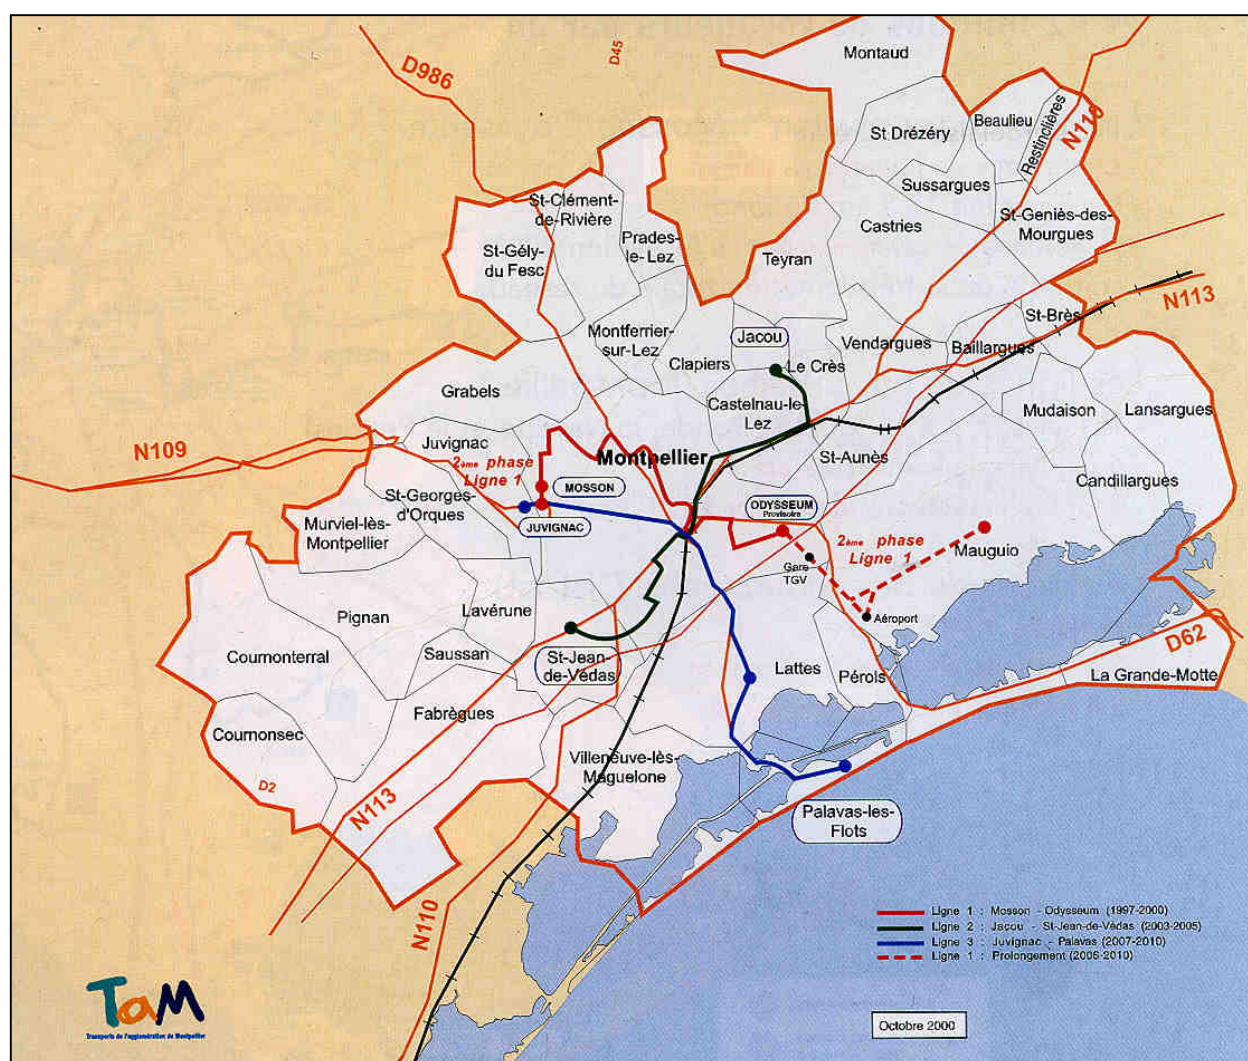 Montaud
D986
D45
St Drézéry
Beaulieu
Restinclières
N110
Sussargues
St-Clément-
de-Rivière
Prades-
le-Lez
Castries
St-Geniès-des-
Mourgues
St-Gély-
du Fesc
Teyran
N113
St-Brès
Montferrier-
sur-Lez
Jacou
Vendargues
Baillargues
Clapiers
Le Crès
Grabels
Castelnau-le-
Lez
Mudaison
Lansargues
N109
Juvignac
2ème phase
Ligne 1
Montpellier
St-Aunès
Candillargues
MOSSON
St-Georges-
d'Orques
ODYSSEUM
Provisoire
JUVIGNAC
Murviel-lès-
Montpellier
2ème phase
Ligne 1
Mauguio
Gare
TGV
Pignan
Lavérune
Aéroport
D62
Cournonterral
Saussan
St-Jean-
de-Védas
Lattes
Pérols
La Grande-Motte
Fabrègues
Cournonsec
Villeneuve-lès-
Maguelone
D2
N113
Palavas-les-
Flots
N110
Ligne 1 : Mosson - Odysseum (1997-2000)
Ligne 2 : Jacou - St-Jean-de-Védas (2003-2005)
Ligne 3 : Juvignac - Palavas (2007-2010)
Ligne 1 : Prolongement (2006-2010)
TaM
Transports de l'agglomération de Montpellier
Octobre 2000